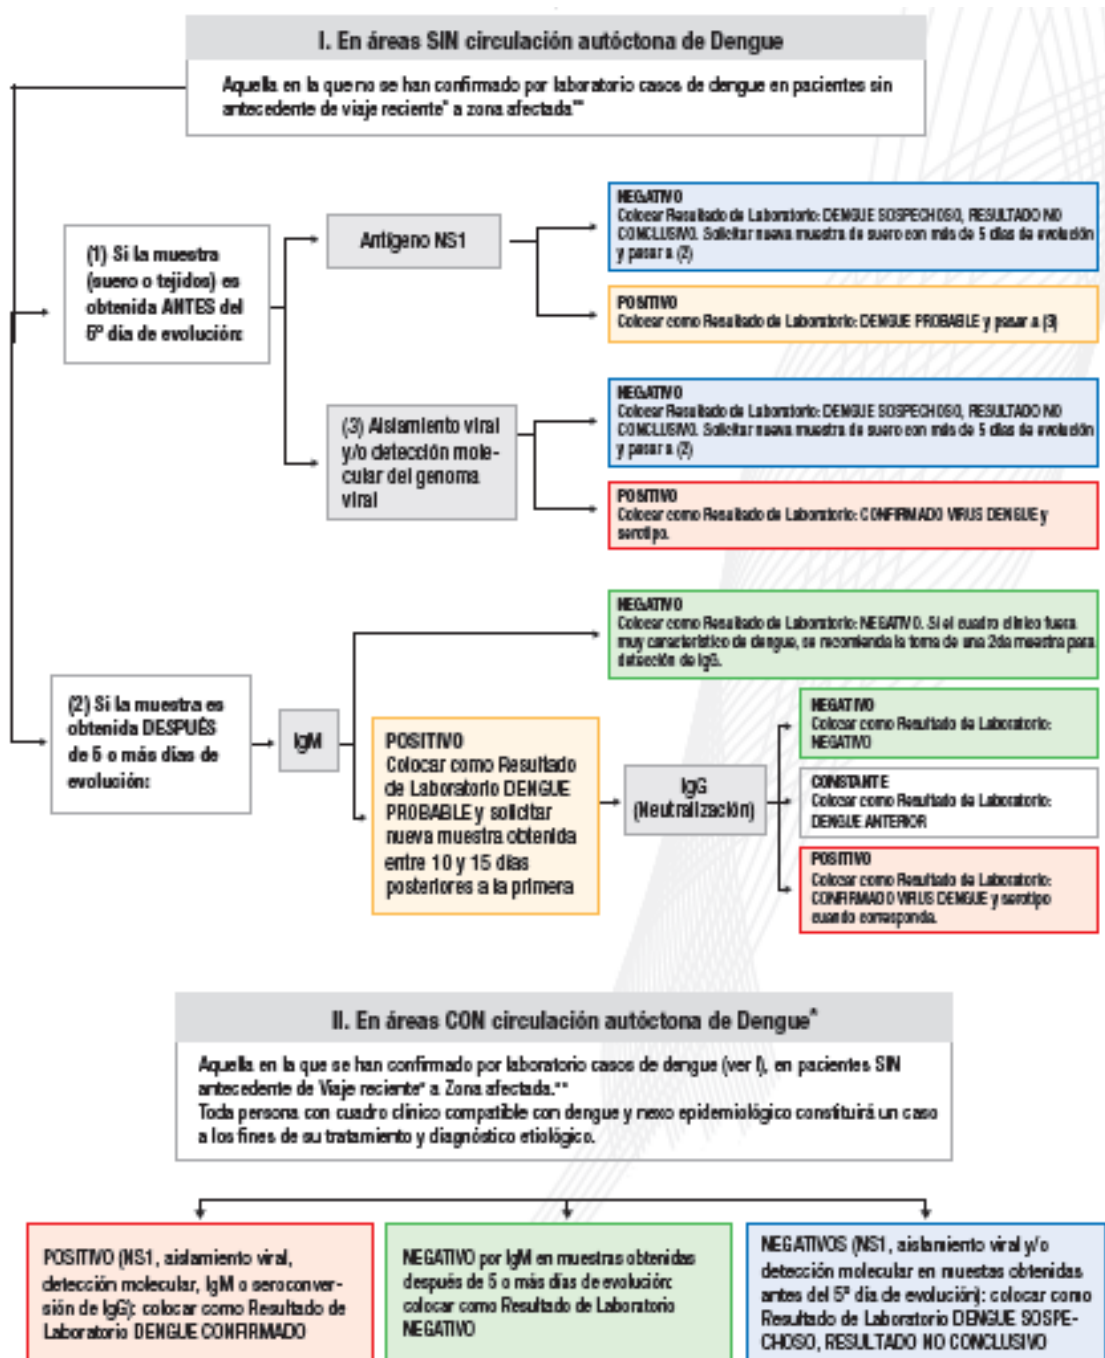 I. En áreas SIN circulación autóctona de Dengue
Aquella en la que no se han confirmado por laboratorio casos de dengue en pacientes sin
antecedente de viaje reciente* a zona afectada**
(1) Si la muestra
(suero o tejidos) es
obtenida ANTES del
5º día de evolución:
Antígeno NS1
NEGATIVO
Colocar Resultado de Laboratorio: DENGUE SOSPECHOSO, RESULTADO NO
CONCLUSIVO. Solicitar nueva muestra de suero con más de 5 días de evolución
y pasar a (2)
POSITIVO
Colocar como Resultado de Laboratorio: DENGUE PROBABLE y pasar a (3)
(3) Aislamiento viral
y/o detección mole-
cular del genoma
viral
NEGATIVO
Colocar Resultado de Laboratorio: DENGUE SOSPECHOSO, RESULTADO NO
CONCLUSIVO. Solicitar nueva muestra de suero con más de 5 días de evolución
y pasar a (2)
POSITIVO
Colocar como Resultado de Laboratorio: CONFIRMADO VIRUS DENGUE y
serotipo.
(2) Si la muestra es
obtenida DESPUÉS
de 5 o más días de
evolución:
IgM
NEGATIVO
Colocar como Resultado de Laboratorio: NEGATIVO. Si el cuadro clínico fuera
muy característico de dengue, se recomienda la toma de una 2da muestra para
detección de IgG.
POSITIVO
Colocar como Resultado
de Laboratorio DENGUE
PROBABLE y solicitar
nueva muestra obtenida
entre 10 y 15 días
posteriores a la primera
IgG
(Neutralización)
NEGATIVO
Colocar como Resultado de Laboratorio:
NEGATIVO
CONSTANTE
Colocar como Resultado de Laboratorio:
DENGUE ANTERIOR
POSITIVO
Colocar como Resultado de Laboratorio:
CONFIRMADO VIRUS DENGUE y serotipo
cuando corresponda.
II. En áreas CON circulación autóctona de Dengue*
Aquella en la que se han confirmado por laboratorio casos de dengue (ver I), en pacientes SIN
antecedente de Viaje reciente* a Zona afectada.**
Toda persona con cuadro clínico compatible con dengue y nexo epidemiológico constituirá un caso
a los fines de su tratamiento y diagnóstico etiológico.
POSITIVO (NS1, aislamiento viral,
detección molecular, IgM o seroconver-
sión de IgG): colocar como Resultado de
Laboratorio DENGUE CONFIRMADO
NEGATIVO por IgM en muestras obtenidas
después de 5 o más días de evolución:
colocar como Resultado de Laboratorio
NEGATIVO
NEGATIVOS (NS1, aislamiento viral y/o
detección molecular en muestas obtenidas
antes del 5º día de evolución): colocar como
Resultado de Laboratorio DENGUE SOSPE-
CHOSO, RESULTADO NO CONCLUSIVO